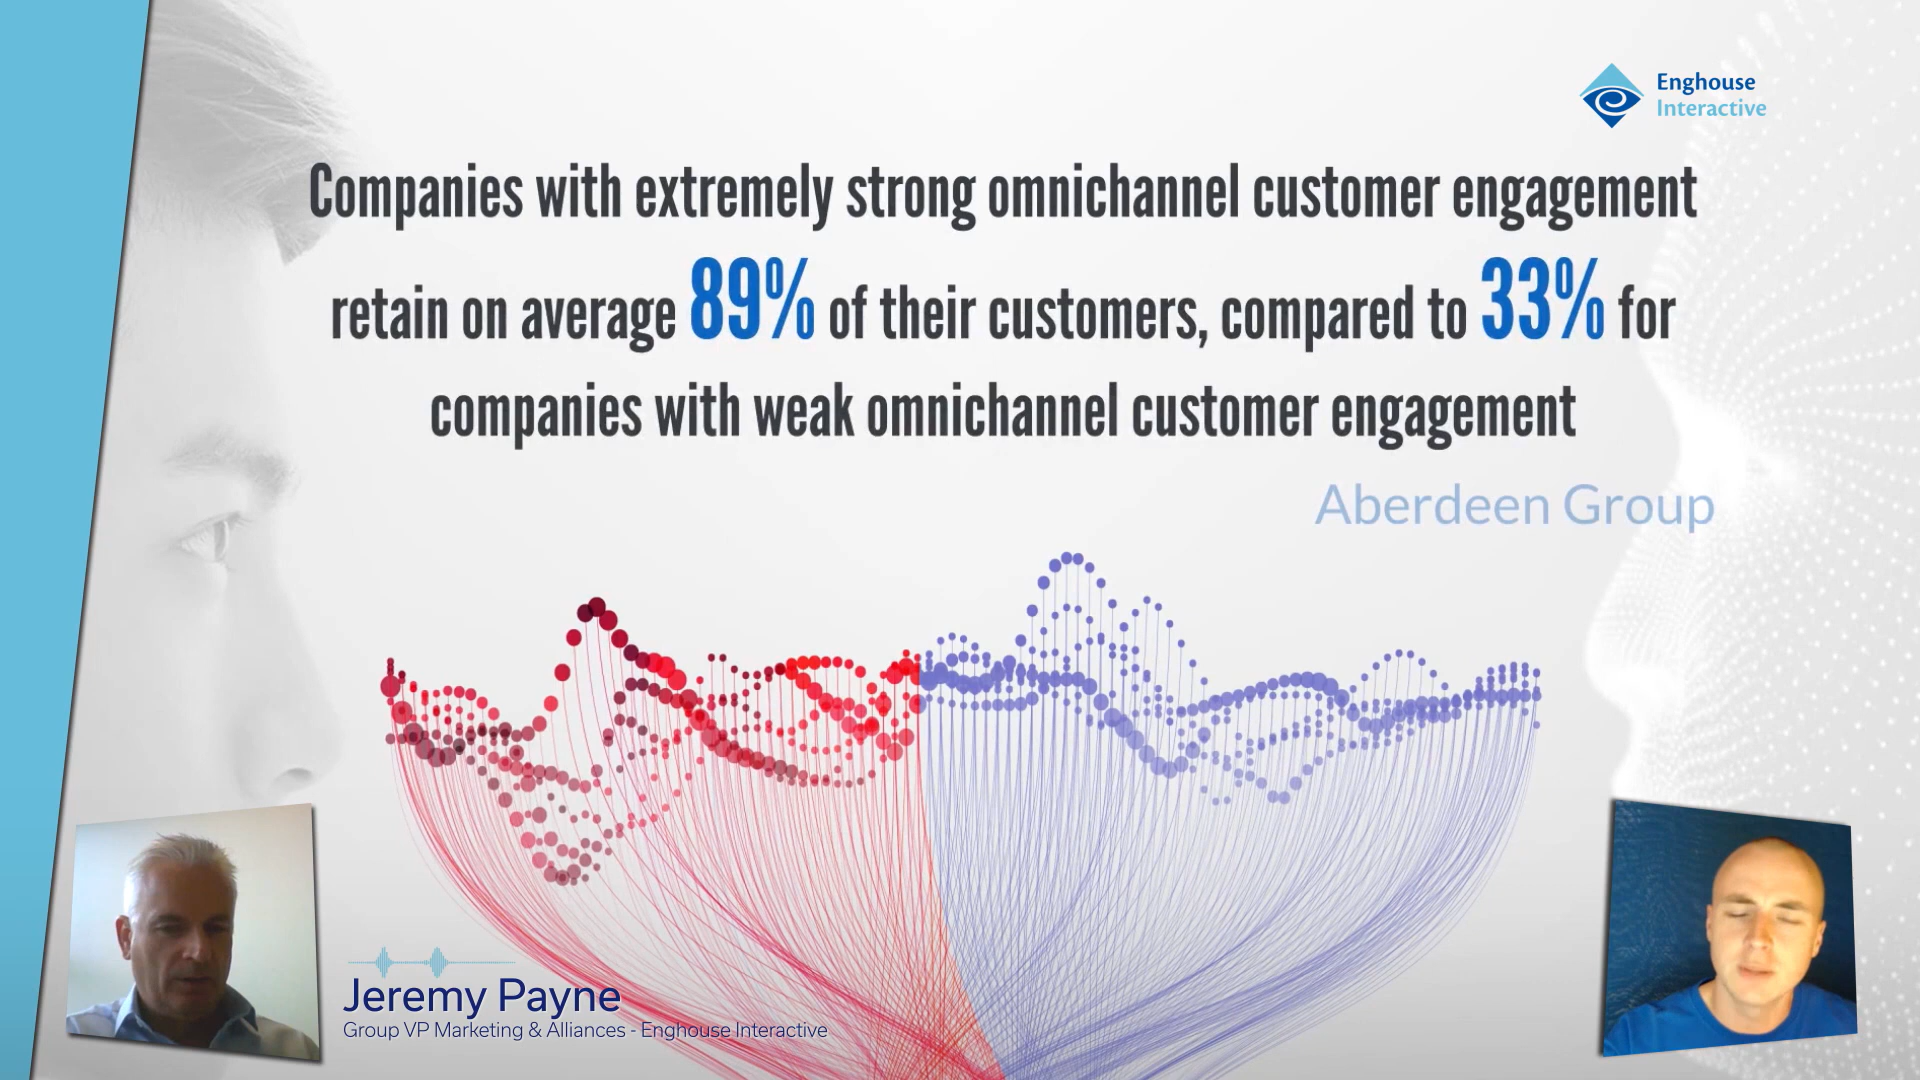 Enghouse
Interactive
Companies with extremely strong omnichannel customer engagement
retain on average 89% of their customers, compared to 33% for
companies with weak omnichannel customer engagement
Aberdeen Group
Jeremy Payne
Group VP Marketing & Alliances - Enghouse Interactive